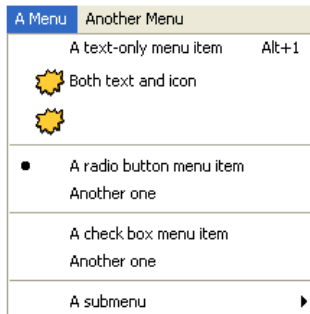 A Menu Another Menu
A text-only menu item Alt+1
Both text and icon
A radio button menu item
Another one
A check box menu item
Another one
A submenu